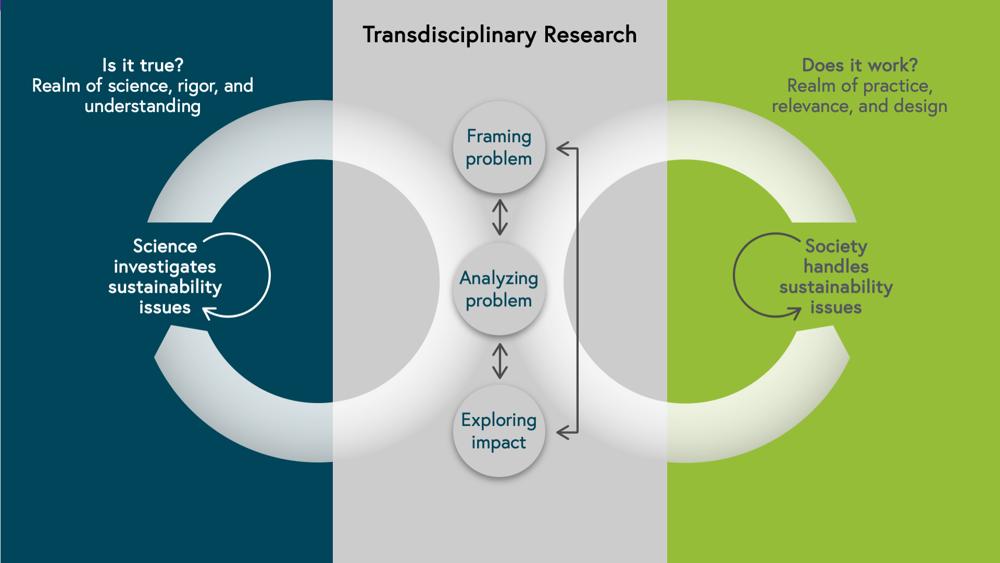 Transdisciplinary Research
Is it true?
Realm of science, rigor, and
understanding
Does it work?
Realm of practice,
relevance, and design
Framing
problem
Science
investigates
sustainability
issues
Analyzing
problem
Society
handles
sustainability
issues
Exploring
impact